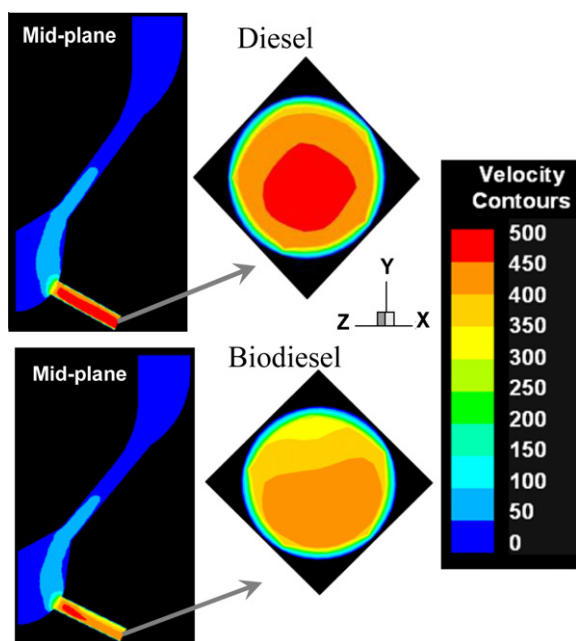 Mid-plane
Diesel
Velocity
Contours
500
450
400
350
300
250
200
150
100
50
0
Y
Z
X
Mid-plane
Biodiesel